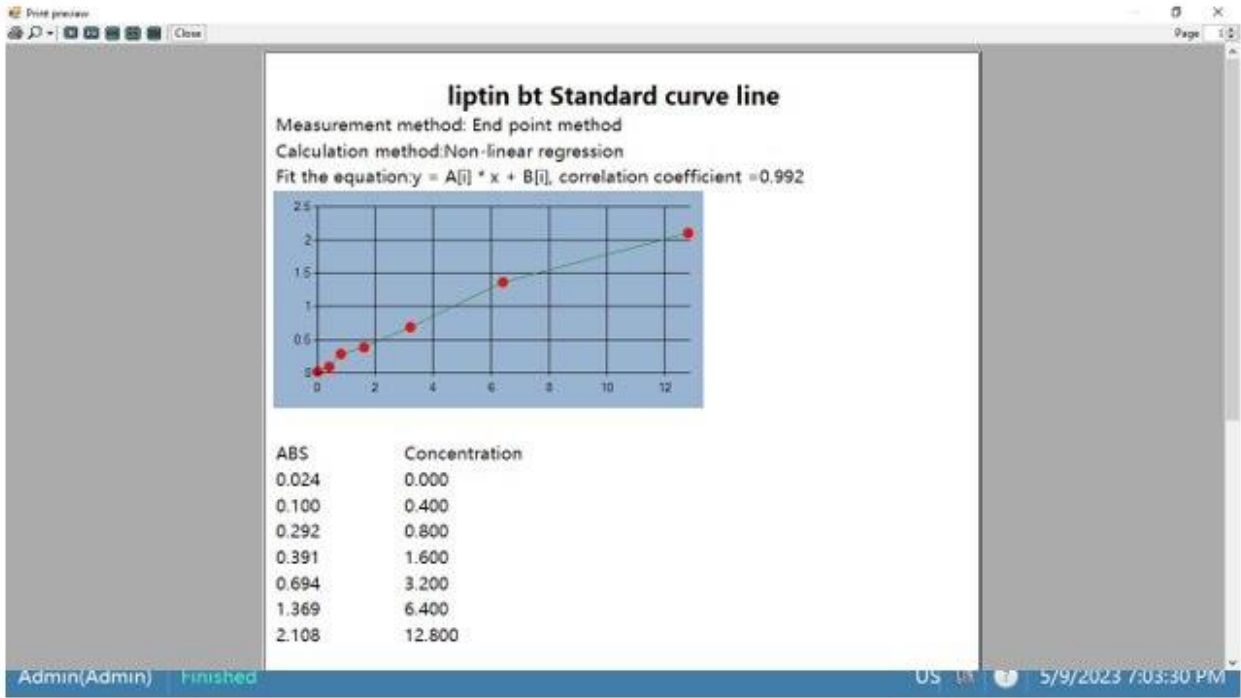 Print preview
Close
Page 1
liptin bt Standard curve line
Measurement method: End point method
Calculation method:Non-linear regression
Fit the equation:y = A[i] * x + B[i], correlation coefficient =0.992
2.5
2
1.5
1
0.5
0
0 2 4 6 8 10 12
ABS Concentration
0.024 0.000
0.100 0.400
0.292 0.800
0.391 1.600
0.694 3.200
1.369 6.400
2.108 12.800
Admin(Admin) Finished US ? 5/9/2023 7:03:30 PM